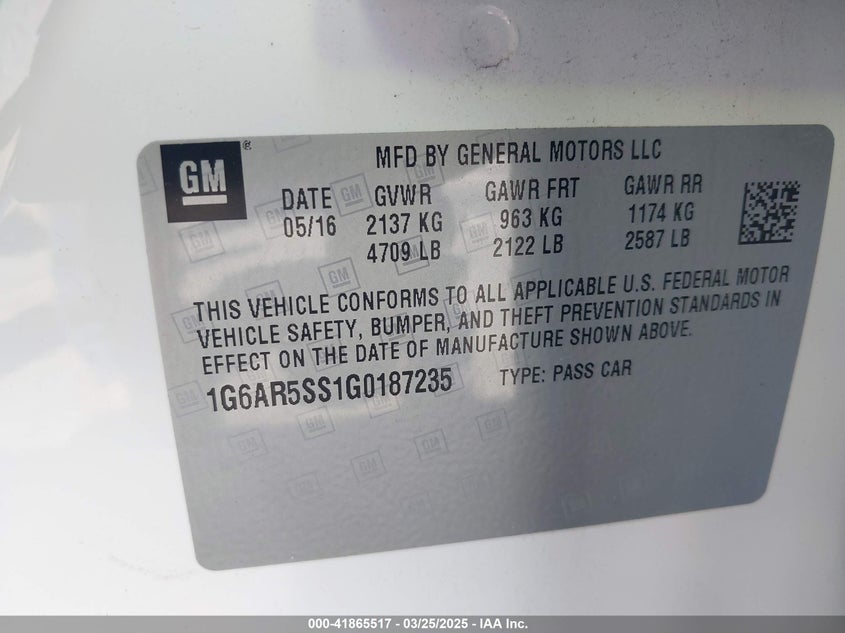 GM
MFD BY GENERAL MOTORS LLC
DATE GVWR GAWR FRT GAWR RR
05/16 2137 KG 963 KG 1174 KG
4709 LB 2122 LB 2587 LB
THIS VEHICLE CONFORMS TO ALL APPLICABLE U.S. FEDERAL MOTOR
VEHICLE SAFETY, BUMPER, AND THEFT PREVENTION STANDARDS IN
EFFECT ON THE DATE OF MANUFACTURE SHOWN ABOVE.
1G6AR5SS1G0187235 TYPE: PASS CAR
000-41865517 - 03/25/2025 - IAA Inc.